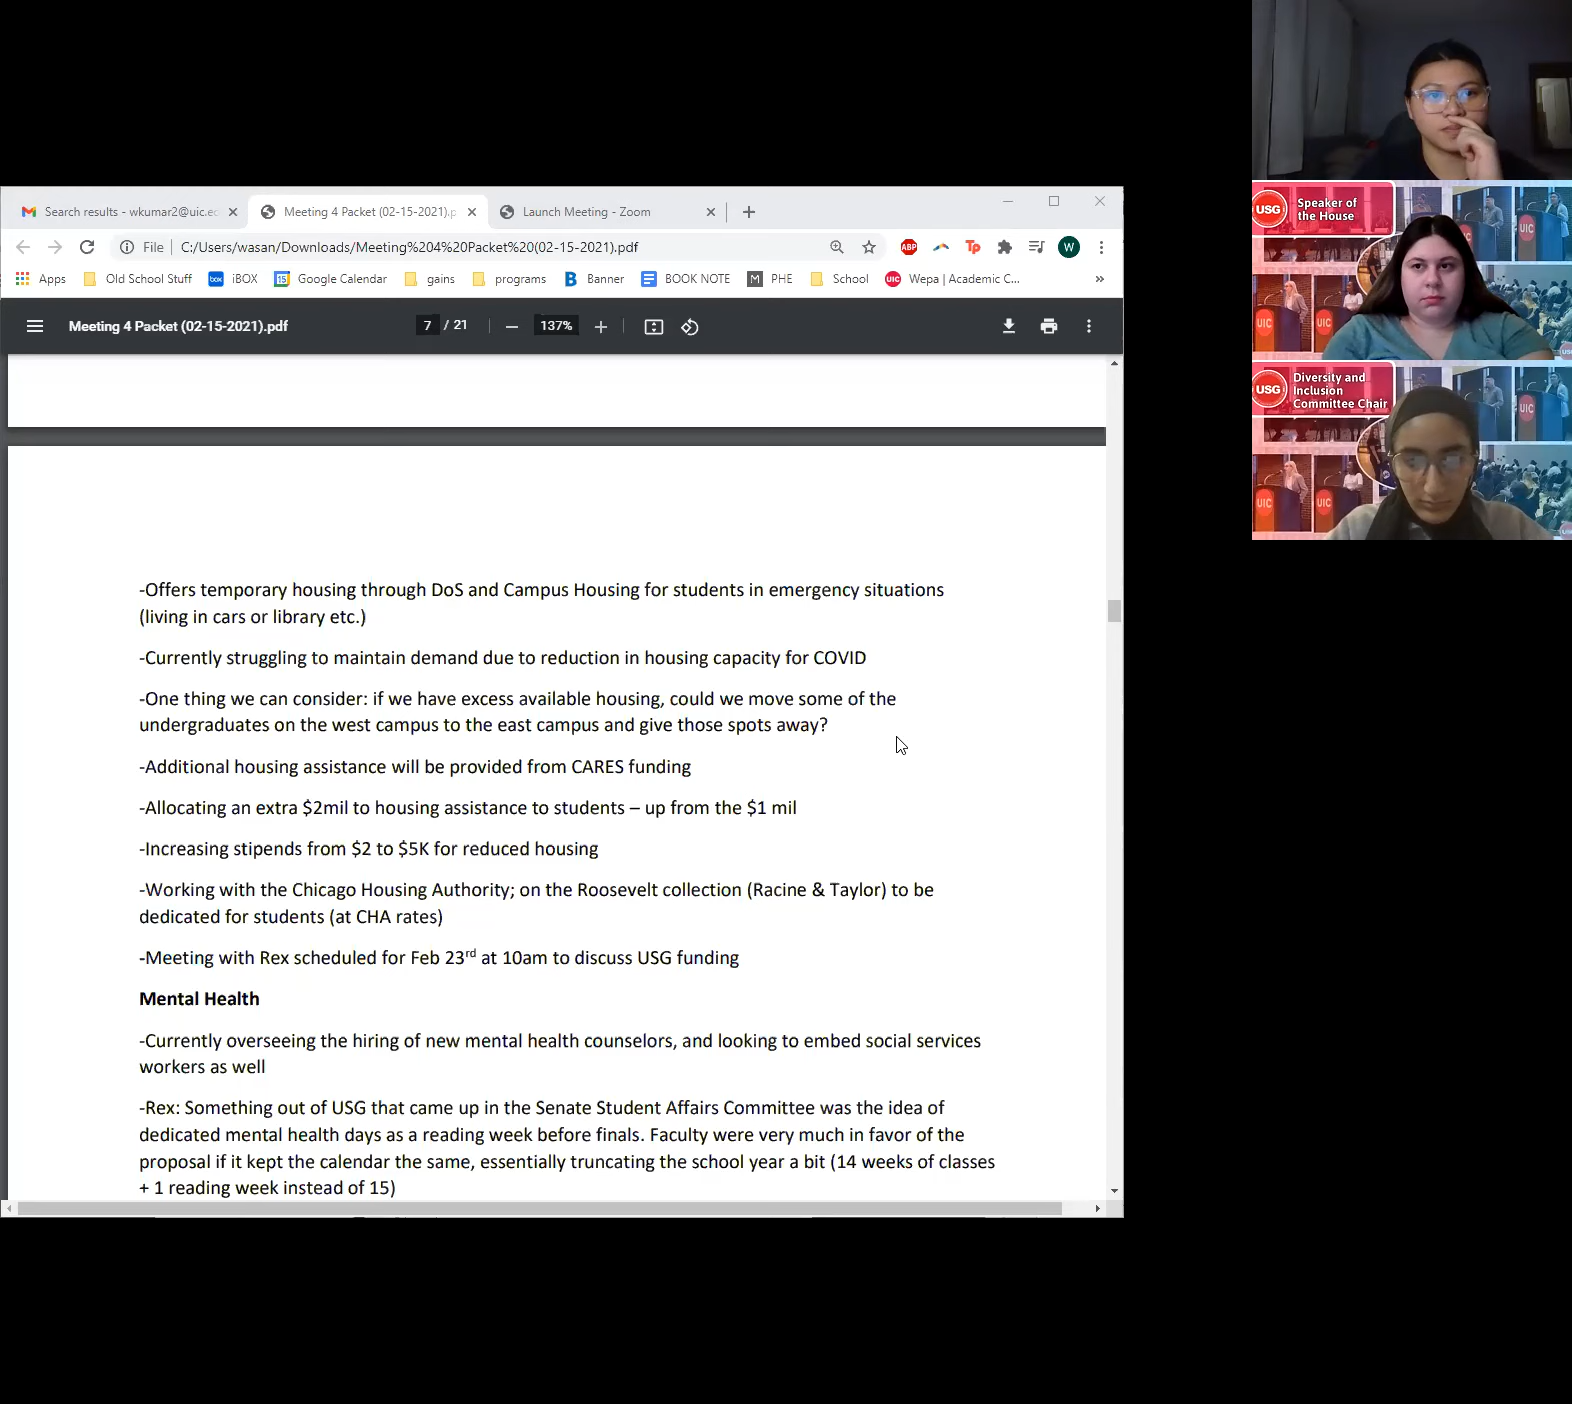 Search results - wkumar2@uic.ec
Meeting 4 Packet (02-15-2021).p
Launch Meeting - Zoom
File
C:/Users/wasan/Downloads/Meeting%204%20Packet%20(02-15-2021).pdf
ABP
Tp
W
Apps
Old School Stuff
box
iBOX
15
Google Calendar
gains
programs
B
Banner
BOOK NOTE
M
PHE
School
UIC
Wepa | Academic C...
»
Meeting 4 Packet (02-15-2021).pdf
7 / 21
137%
-Offers temporary housing through DoS and Campus Housing for students in emergency situations
(living in cars or library etc.)
-Currently struggling to maintain demand due to reduction in housing capacity for COVID
-One thing we can consider: if we have excess available housing, could we move some of the
undergraduates on the west campus to the east campus and give those spots away?
-Additional housing assistance will be provided from CARES funding
-Allocating an extra $2mil to housing assistance to students – up from the $1 mil
-Increasing stipends from $2 to $5K for reduced housing
-Working with the Chicago Housing Authority; on the Roosevelt collection (Racine & Taylor) to be
dedicated for students (at CHA rates)
-Meeting with Rex scheduled for Feb 23rd at 10am to discuss USG funding
Mental Health
-Currently overseeing the hiring of new mental health counselors, and looking to embed social services
workers as well
-Rex: Something out of USG that came up in the Senate Student Affairs Committee was the idea of
dedicated mental health days as a reading week before finals. Faculty were very much in favor of the
proposal if it kept the calendar the same, essentially truncating the school year a bit (14 weeks of classes
+ 1 reading week instead of 15)
USG
Speaker of
the House
UIC
UIC
UIC
USG
Diversity and
Inclusion
Committee Chair
UIC
UIC
UIC